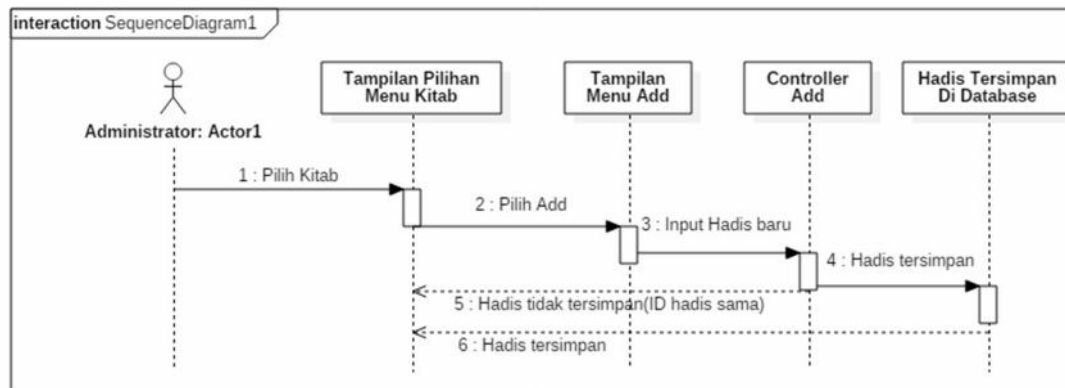 interaction SequenceDiagram1
Administrator: Actor1
Tampilan Pilihan
Menu Kitab
Tampilan
Menu Add
Controller
Add
Hadis Tersimpan
Di Database
1 : Pilih Kitab
2 : Pilih Add
3 : Input Hadis baru
4 : Hadis tersimpan
5 : Hadis tidak tersimpan(ID hadis sama)
6 : Hadis tersimpan